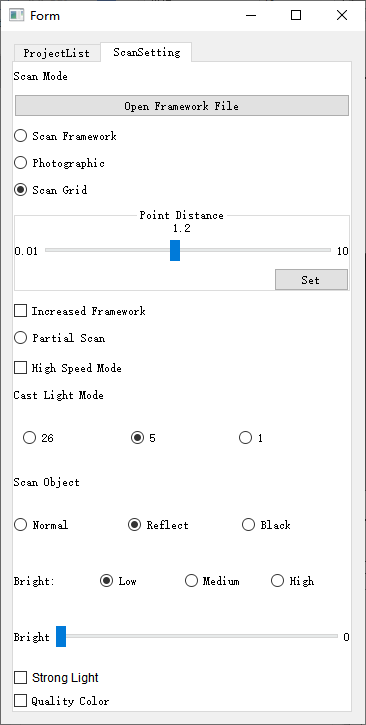 Form
ProjectList ScanSetting
Scan Mode
Open Framework File
Scan Framework
Photographic
Scan Grid
Point Distance
1.2
0.01 10
Set
Increased Framework
Partial Scan
High Speed Mode
Cast Light Mode
26 5 1
Scan Object
Normal Reflect Black
Bright: Low Medium High
Bright 0
Strong Light
Quality Color